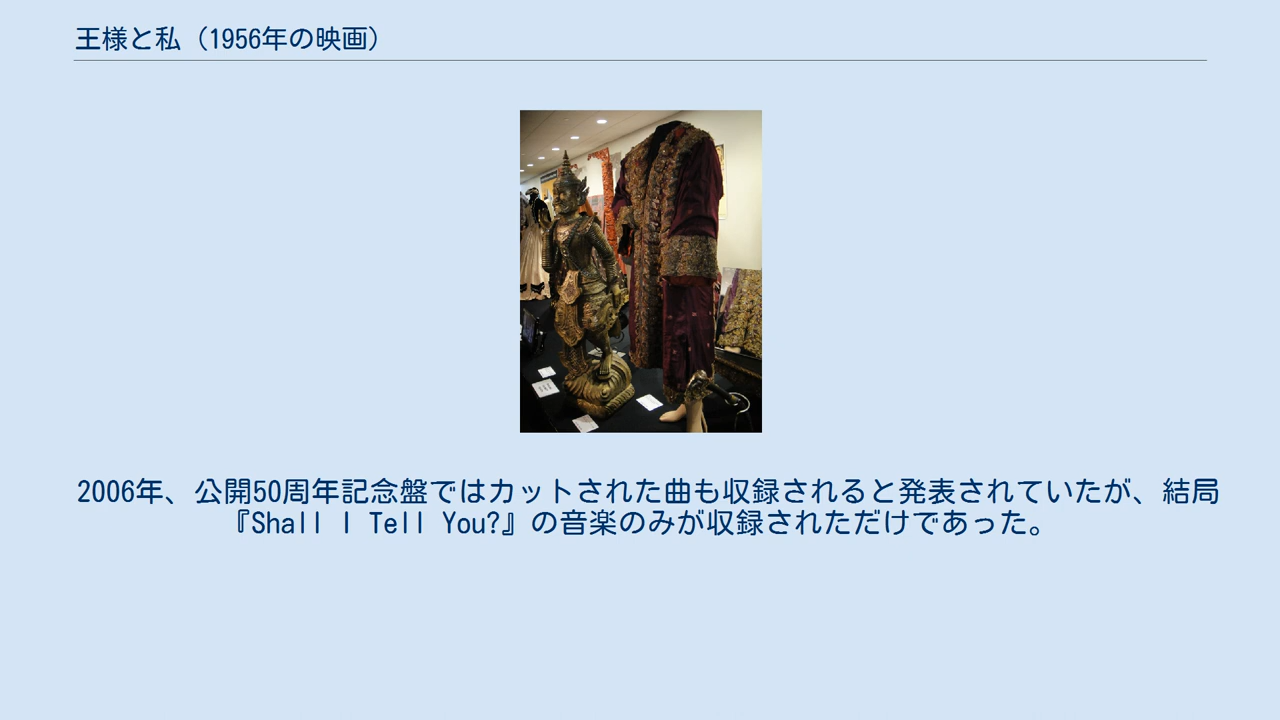 王様と私（1956年の映画）
2006年、公開50周年記念盤ではカットされた曲も収録されると発表されていたが、結局
『Shall I Tell You?』の音楽のみが収録されただけであった。